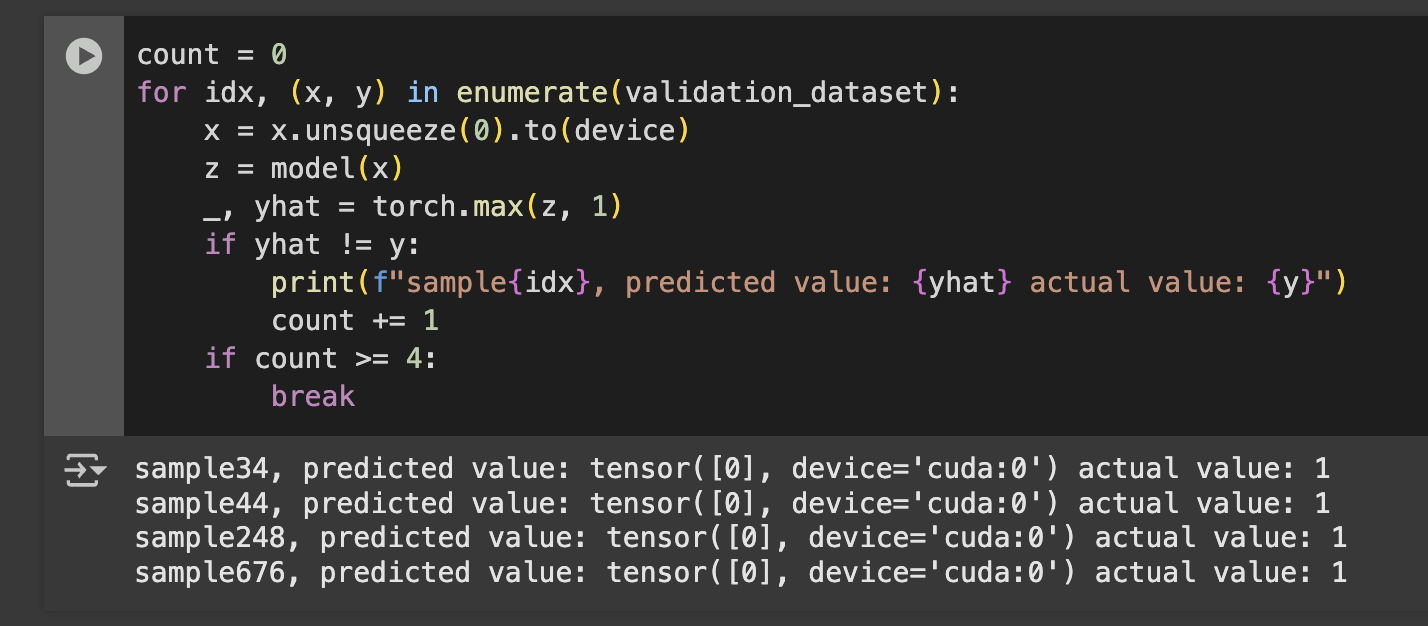 count = 0
for idx, (x, y) in enumerate(validation_dataset):
    x = x.unsqueeze(0).to(device)
    z = model(x)
    _, yhat = torch.max(z, 1)
    if yhat != y:
        print(f"sample{idx}, predicted value: {yhat} actual value: {y}")
        count += 1
    if count >= 4:
        break
sample34, predicted value: tensor([0], device='cuda:0') actual value: 1
sample44, predicted value: tensor([0], device='cuda:0') actual value: 1
sample248, predicted value: tensor([0], device='cuda:0') actual value: 1
sample676, predicted value: tensor([0], device='cuda:0') actual value: 1